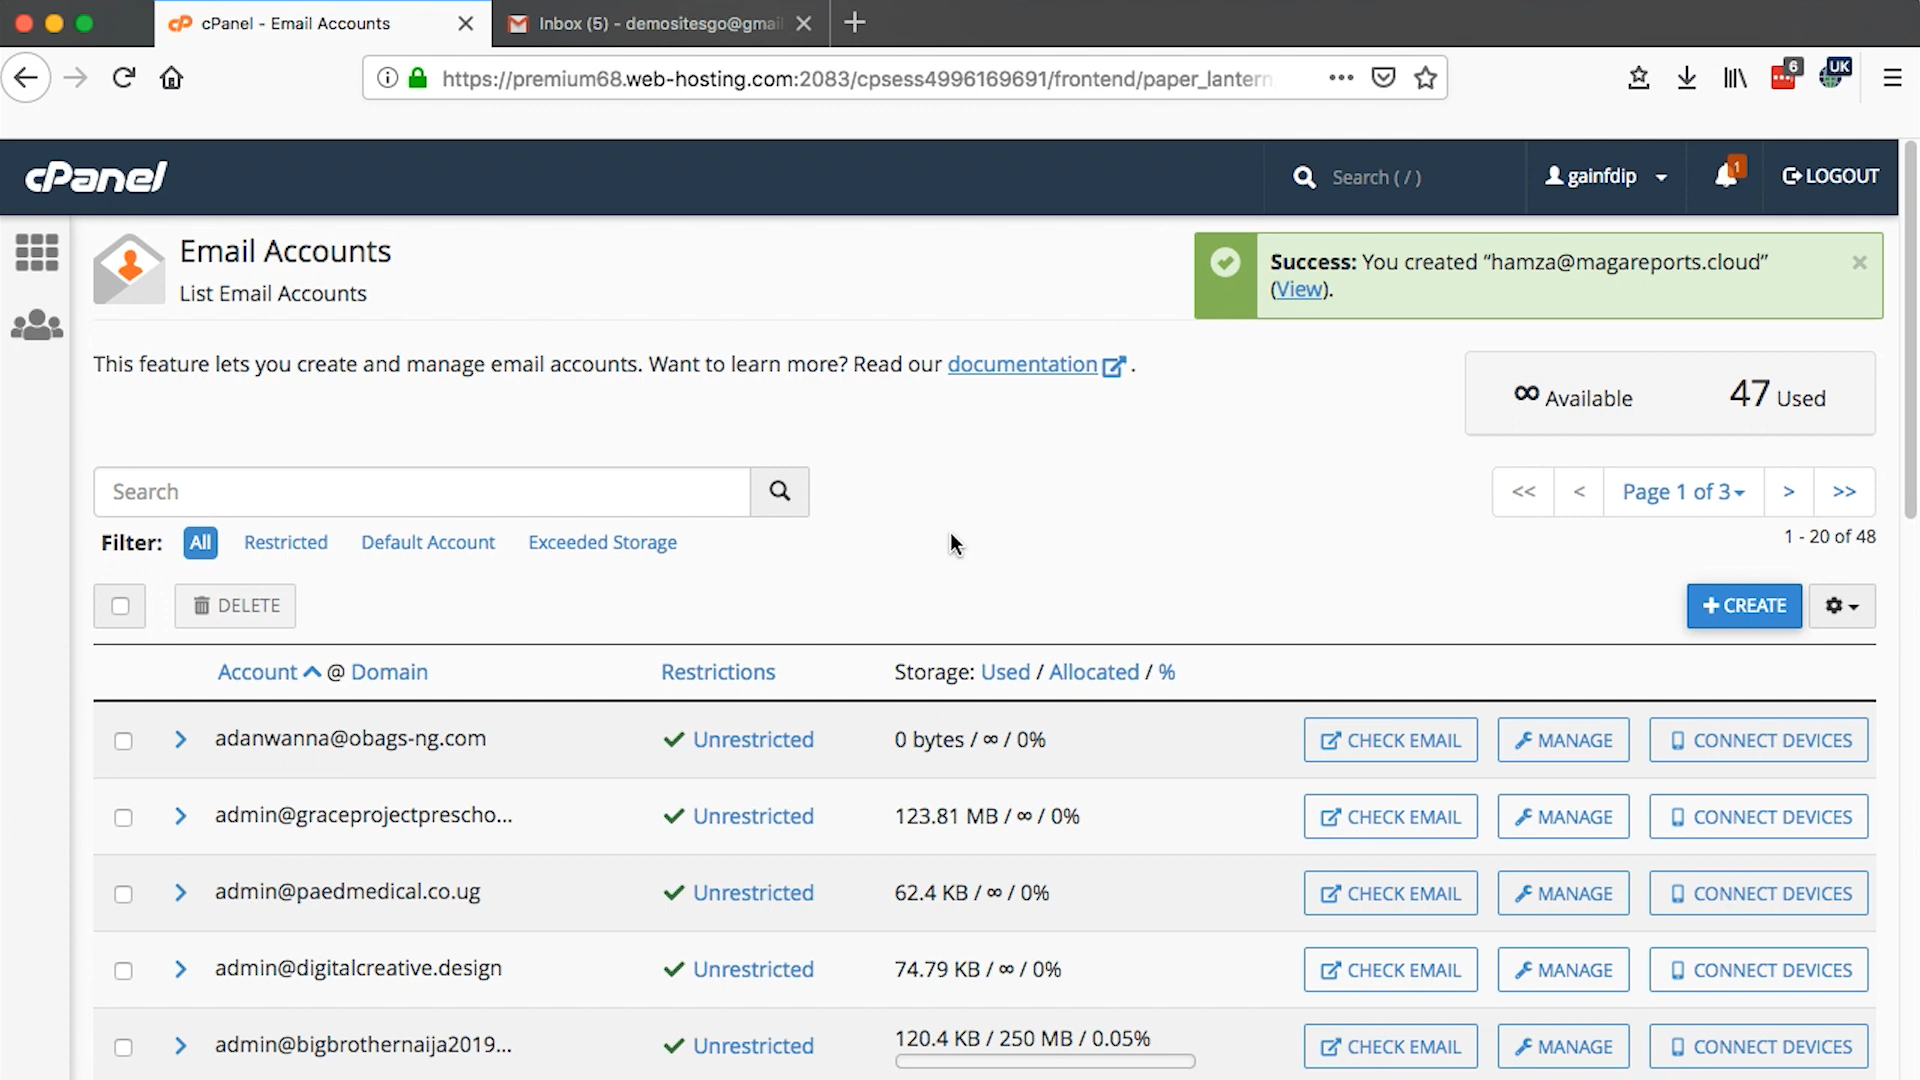 cPanel - Email Accounts
Inbox (5) - demositesgo@gmai
https://premium68.web-hosting.com:2083/cpsess4996169691/frontend/paper_lantern
6
UK
cPanel
Search ( / )
gainfdip
1
LOGOUT
Email Accounts
List Email Accounts
Success: You created “hamza@magareports.cloud”
(View).
This feature lets you create and manage email accounts. Want to learn more? Read our documentation .
∞ Available 47 Used
Search
<< < Page 1 of 3 > >>
Filter: All Restricted Default Account Exceeded Storage
1 - 20 of 48
DELETE
+ CREATE
Account @ Domain Restrictions Storage: Used / Allocated / %
adanwanna@obags-ng.com Unrestricted 0 bytes / ∞ / 0% CHECK EMAIL MANAGE CONNECT DEVICES
admin@graceprojectprescho... Unrestricted 123.81 MB / ∞ / 0% CHECK EMAIL MANAGE CONNECT DEVICES
admin@paedmedical.co.ug Unrestricted 62.4 KB / ∞ / 0% CHECK EMAIL MANAGE CONNECT DEVICES
admin@digitalcreative.design Unrestricted 74.79 KB / ∞ / 0% CHECK EMAIL MANAGE CONNECT DEVICES
admin@bigbrothernaija2019... Unrestricted 120.4 KB / 250 MB / 0.05% CHECK EMAIL MANAGE CONNECT DEVICES